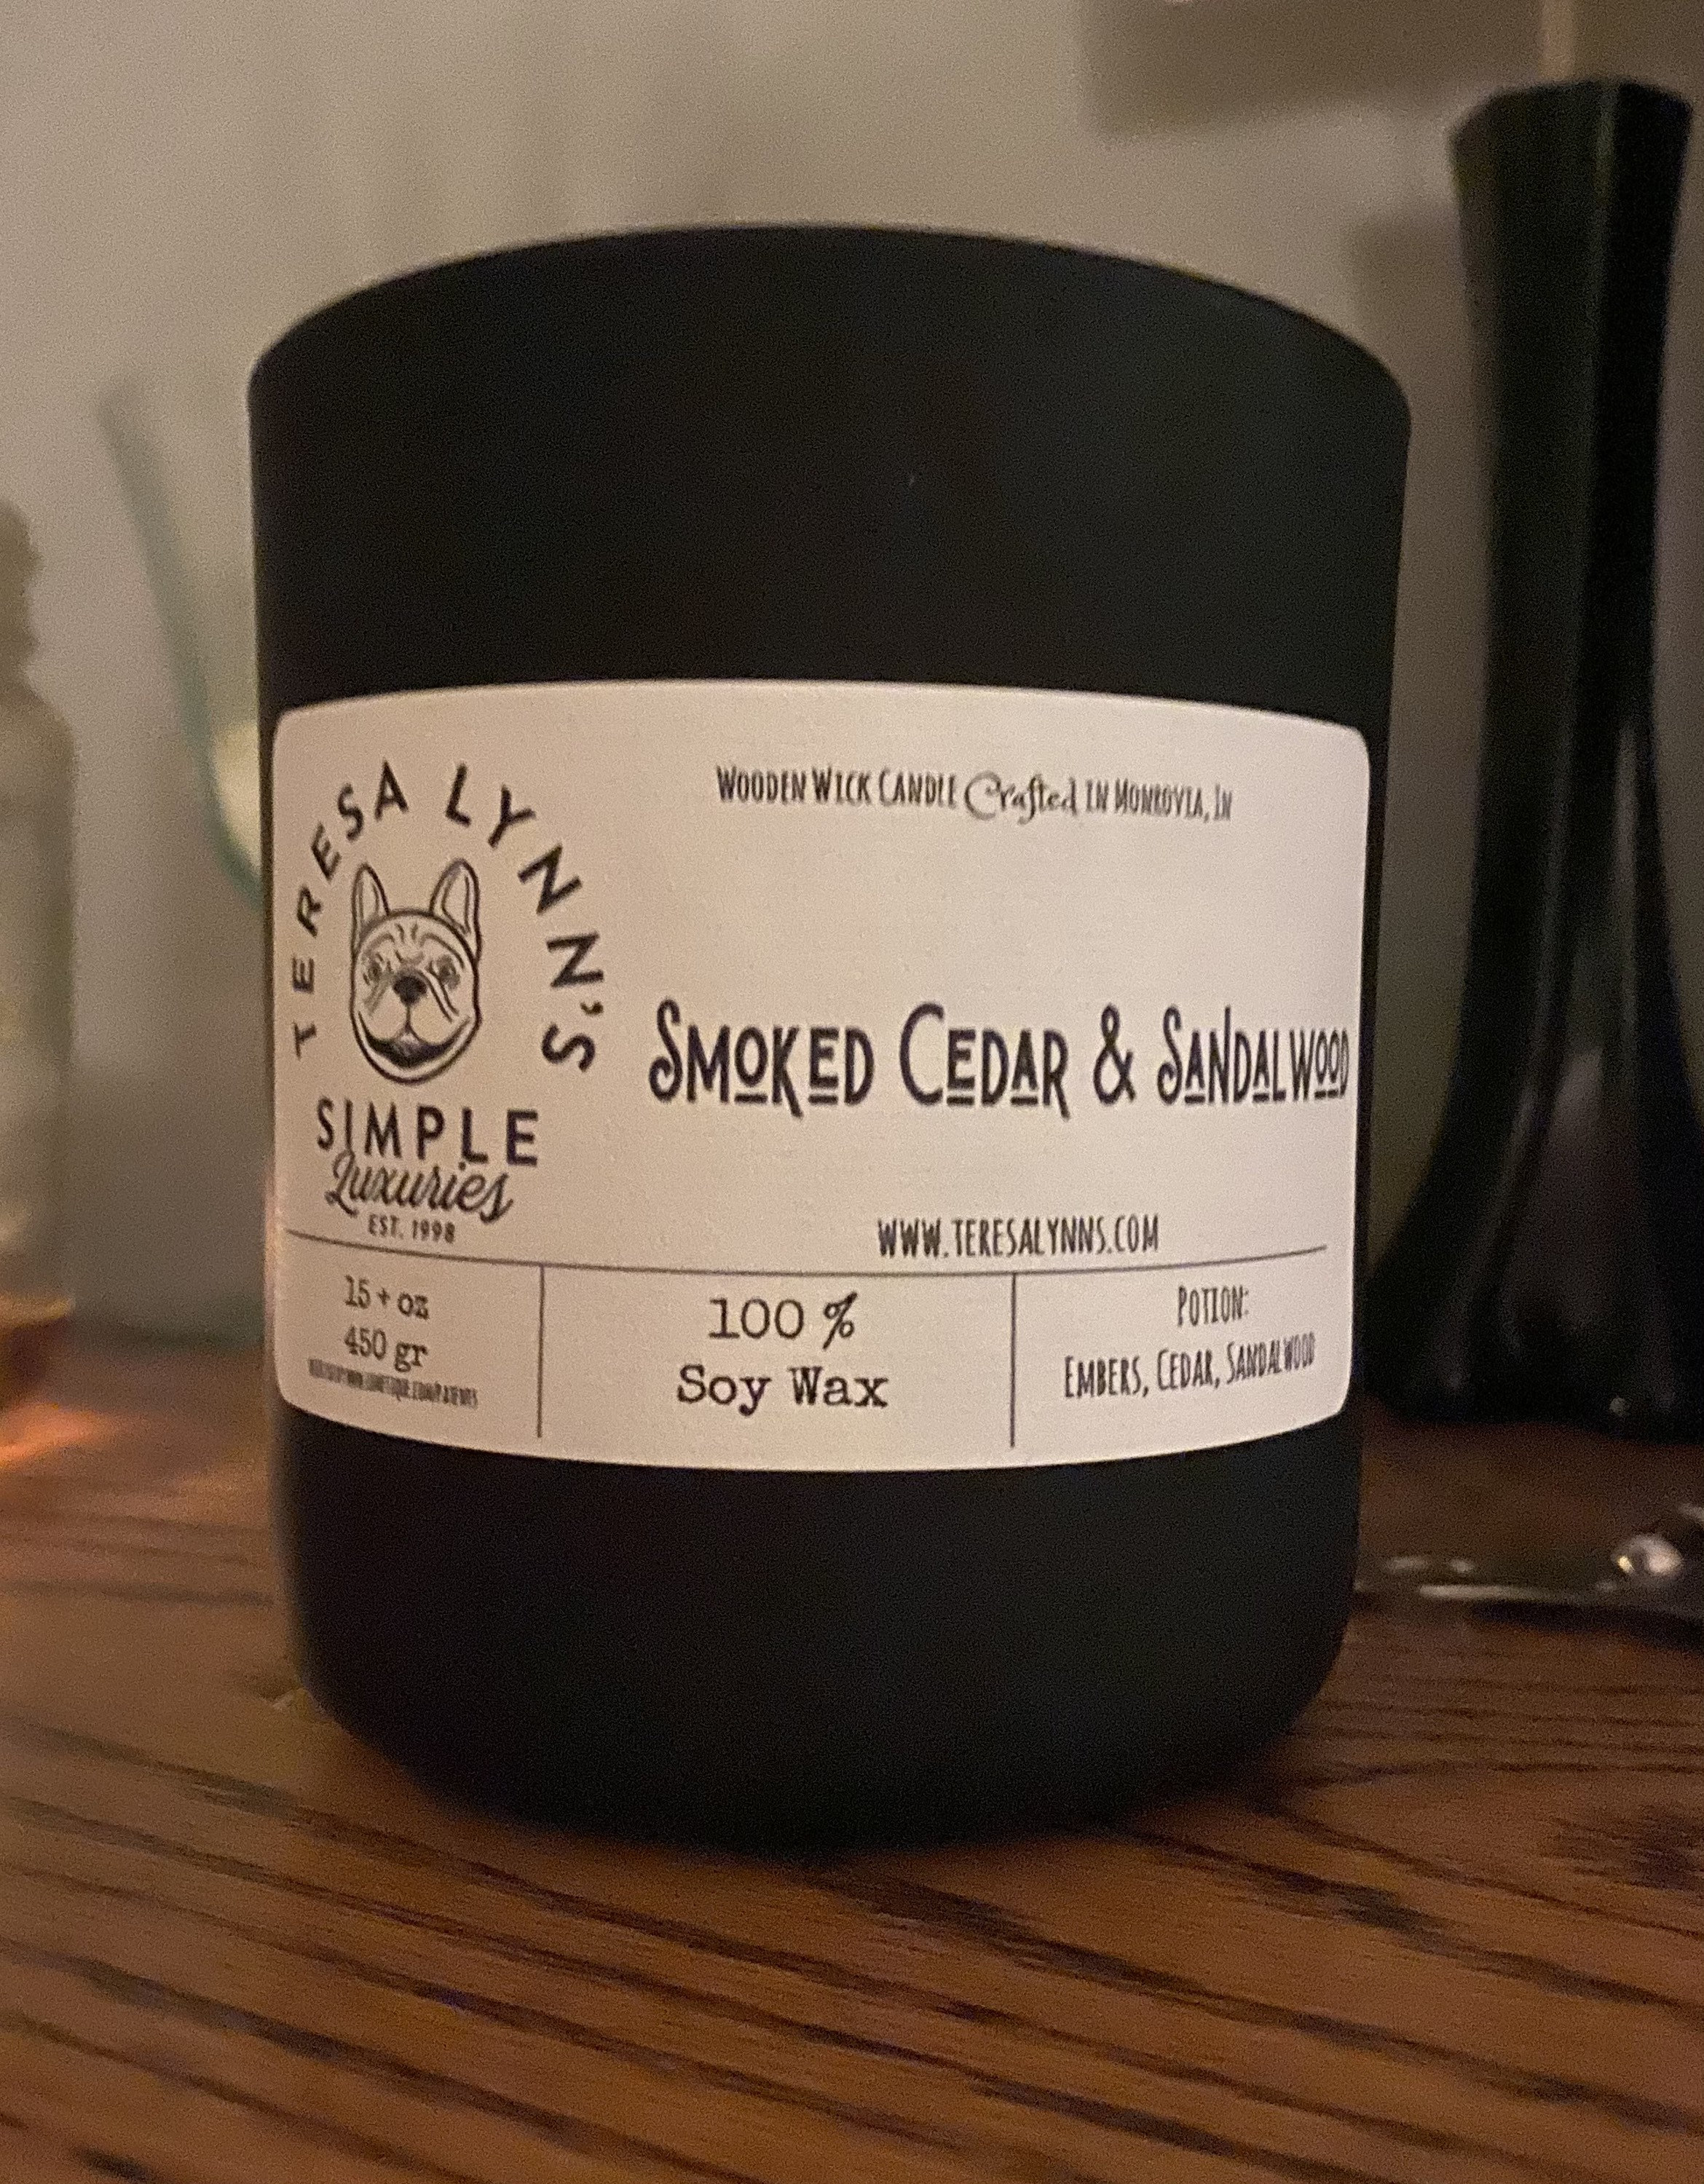 TERESA LYNN'S
SIMPLE
Luxuries
EST. 1998
WOODEN WICK CANDLE Crafted IN MONROVIA, IN
SMOKED CEDAR & SANDALWOOD
WWW.TERESALYNNS.COM
15 + oz
450 gr
100 %
Soy Wax
POTION:
EMBERS, CEDAR, SANDALWOOD